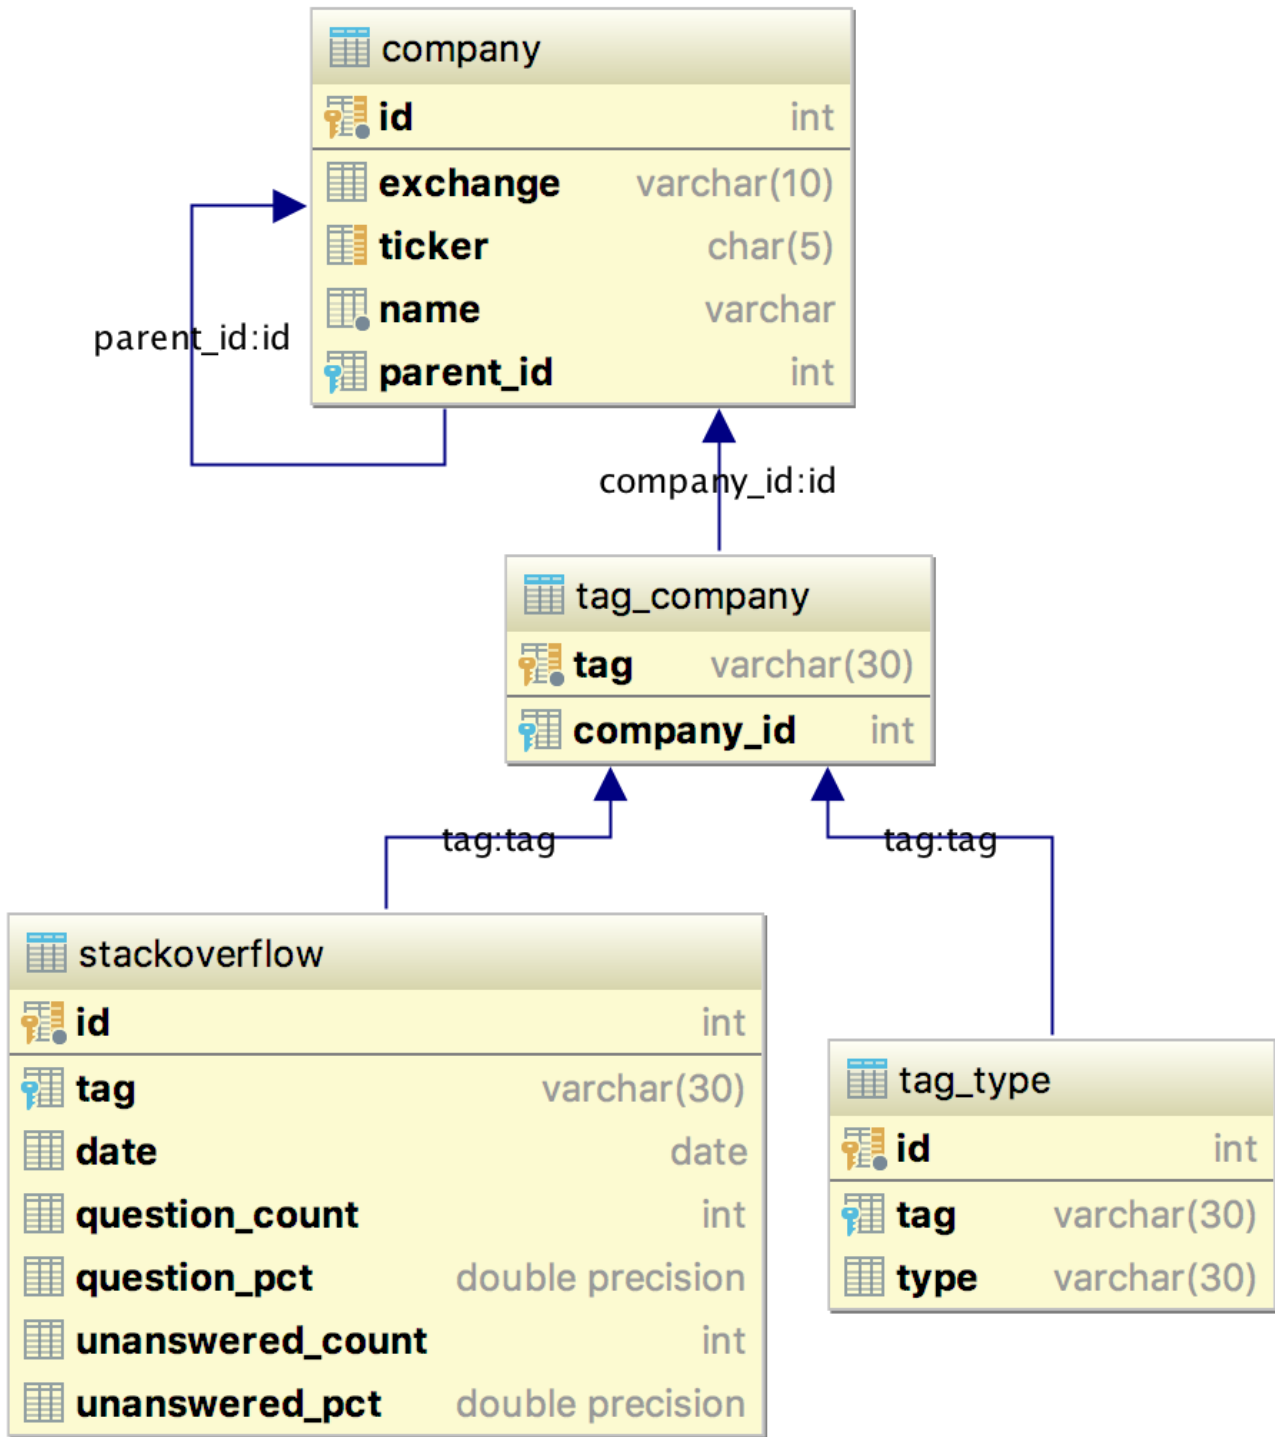 company
id int
exchange varchar(10)
ticker char(5)
name varchar
parent_id int
parent_id:id
company_id:id
tag_company
tag varchar(30)
company_id int
tag:tag
tag:tag
stackoverflow
id int
tag varchar(30)
date date
question_count int
question_pct double precision
unanswered_count int
unanswered_pct double precision
tag_type
id int
tag varchar(30)
type varchar(30)